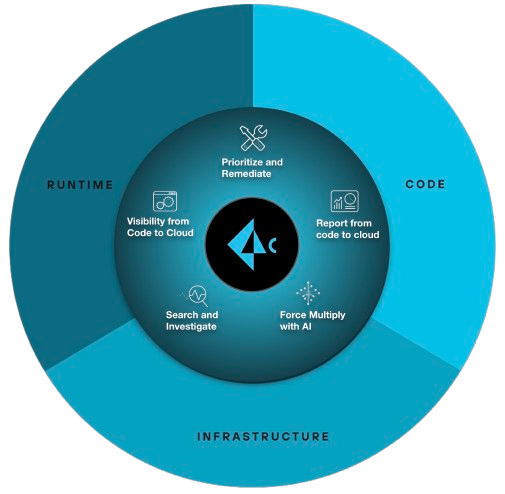 Prioritize and
Remediate
RUNTIME
CODE
Visibility from
Code to Cloud
Report from
code to cloud
Search and
Investigate
Force Multiply
with AI
INFRASTRUCTURE